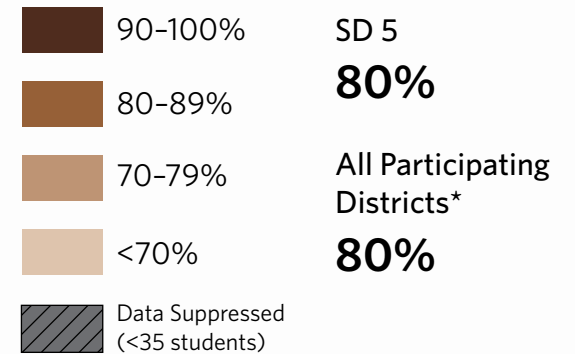 90–100%
80–89%
70–79%
<70%
Data Suppressed
(<35 students)
SD 5
80%
All Participating
Districts*
80%